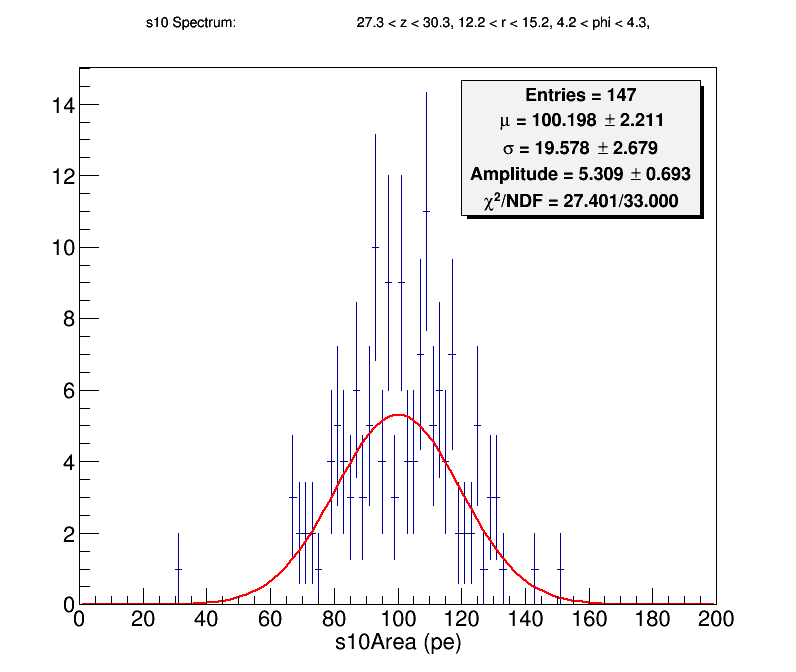 s10 Spectrum: 27.3 < z < 30.3, 12.2 < r < 15.2, 4.2 < phi < 4.3,
Entries = 147
μ = 100.198 ± 2.211
σ = 19.578 ± 2.679
Amplitude = 5.309 ± 0.693
χ²/NDF = 27.401/33.000
14
12
10
8
6
4
2
0
0 20 40 60 80 100 120 140 160 180 200
s10Area (pe)